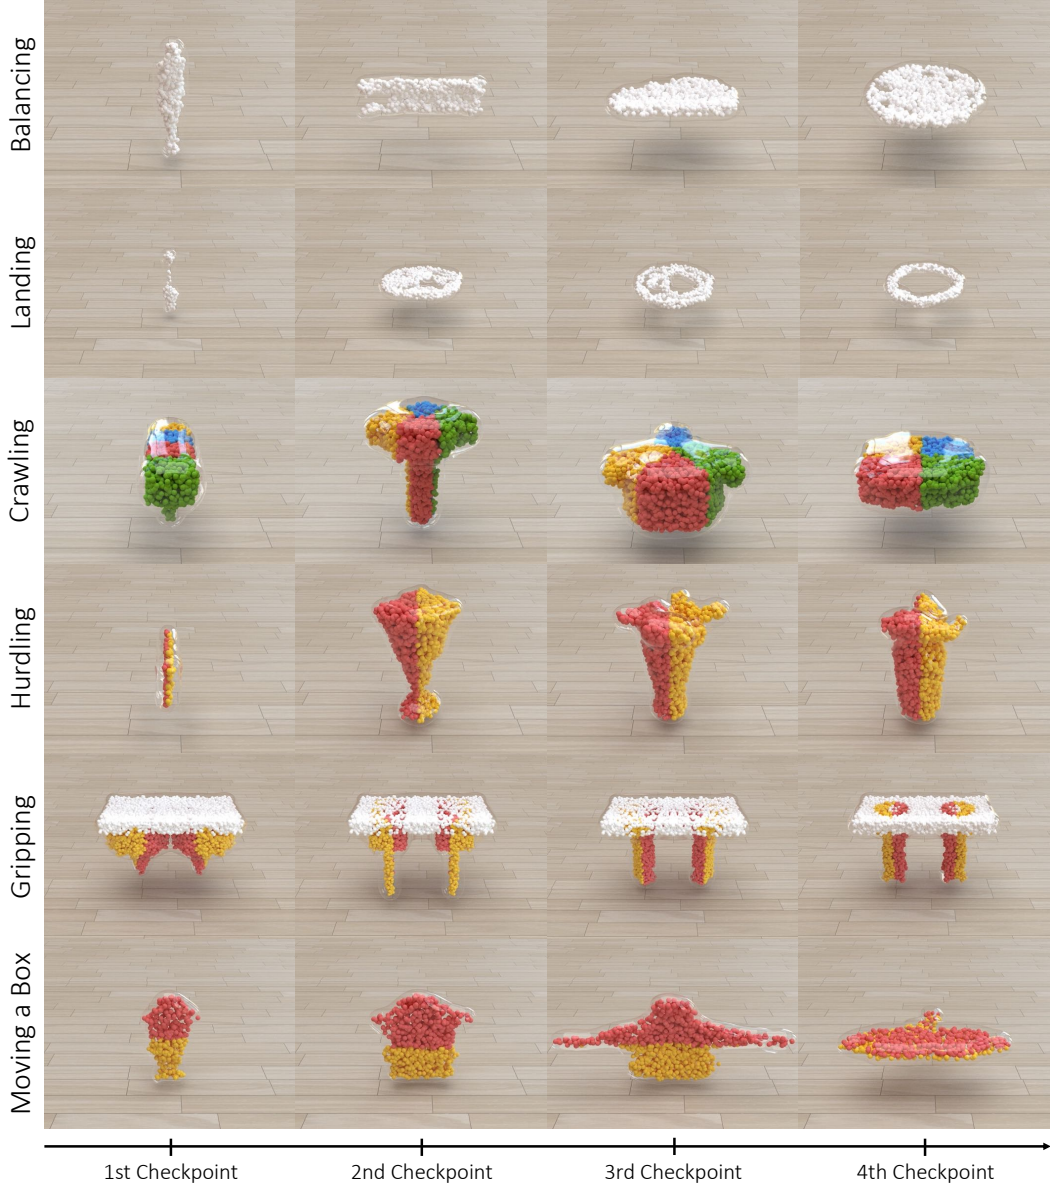 Balancing
Landing
Crawling
Hurdling
Gripping
Moving a Box
1st Checkpoint
2nd Checkpoint
3rd Checkpoint
4th Checkpoint